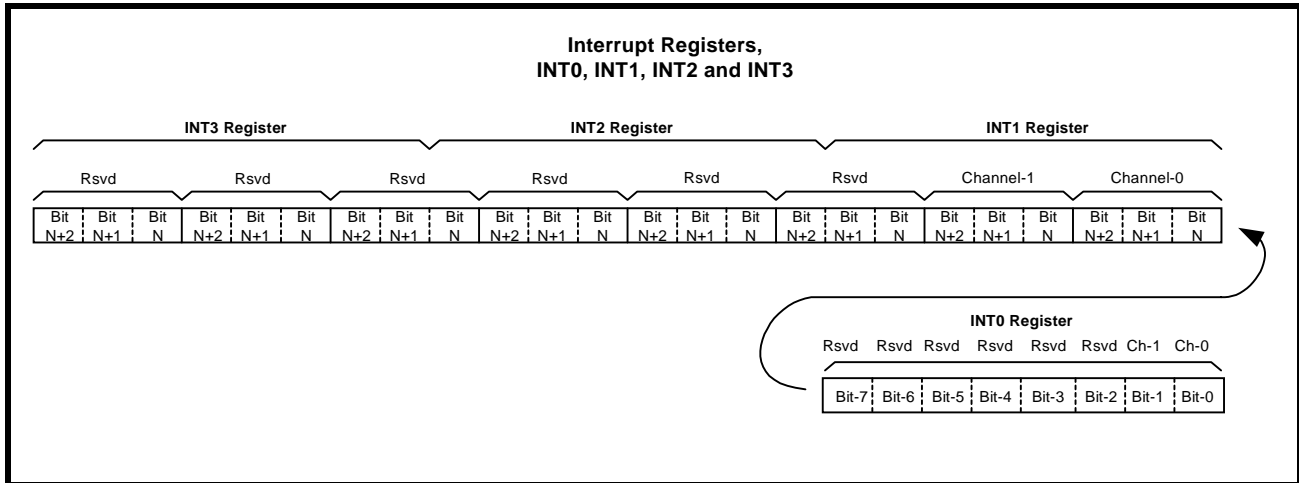 Interrupt Registers,
INT0, INT1, INT2 and INT3
INT3 Register INT2 Register INT1 Register
Rsvd Rsvd Rsvd Rsvd Rsvd Rsvd Channel-1 Channel-0
Bit Bit Bit Bit Bit Bit Bit Bit Bit Bit Bit Bit Bit Bit Bit Bit Bit Bit Bit Bit Bit Bit Bit Bit
N+2 N+1 N N+2 N+1 N N+2 N+1 N N+2 N+1 N N+2 N+1 N N+2 N+1 N N+2 N+1 N N+2 N+1 N
INT0 Register
Rsvd Rsvd Rsvd Rsvd Rsvd Rsvd Ch-1 Ch-0
Bit-7 Bit-6 Bit-5 Bit-4 Bit-3 Bit-2 Bit-1 Bit-0